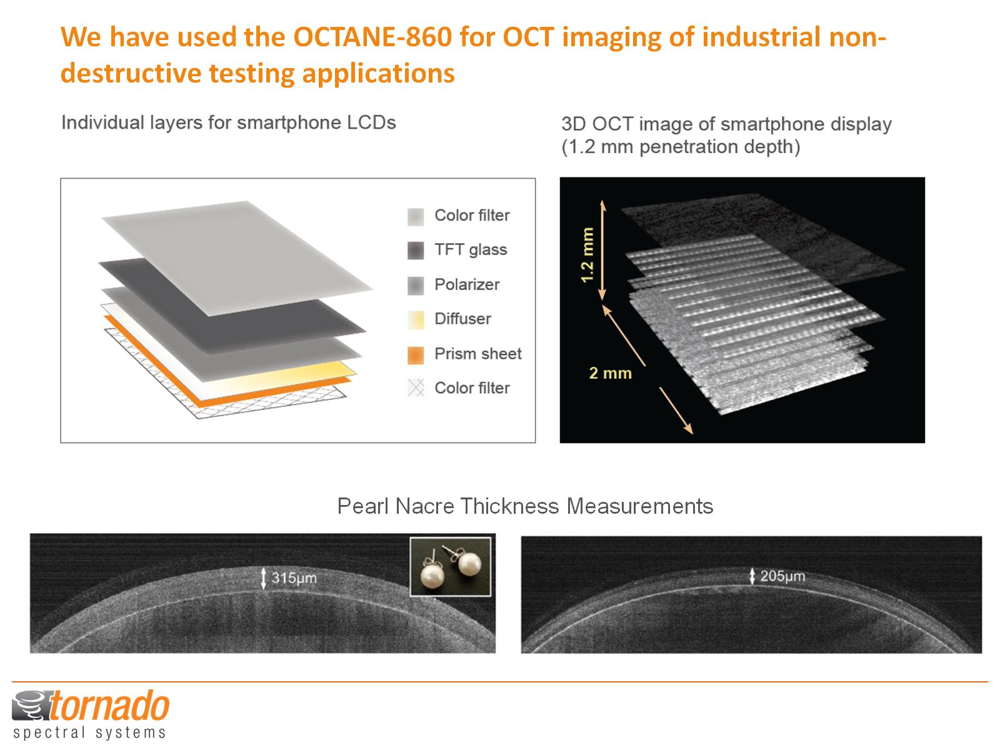 We have used the OCTANE-860 for OCT imaging of industrial non-
destructive testing applications
Individual layers for smartphone LCDs
3D OCT image of smartphone display
(1.2 mm penetration depth)
Color filter
TFT glass
Polarizer
Diffuser
Prism sheet
Color filter
1.2 mm
2 mm
Pearl Nacre Thickness Measurements
315µm
205µm
tornado
spectral systems